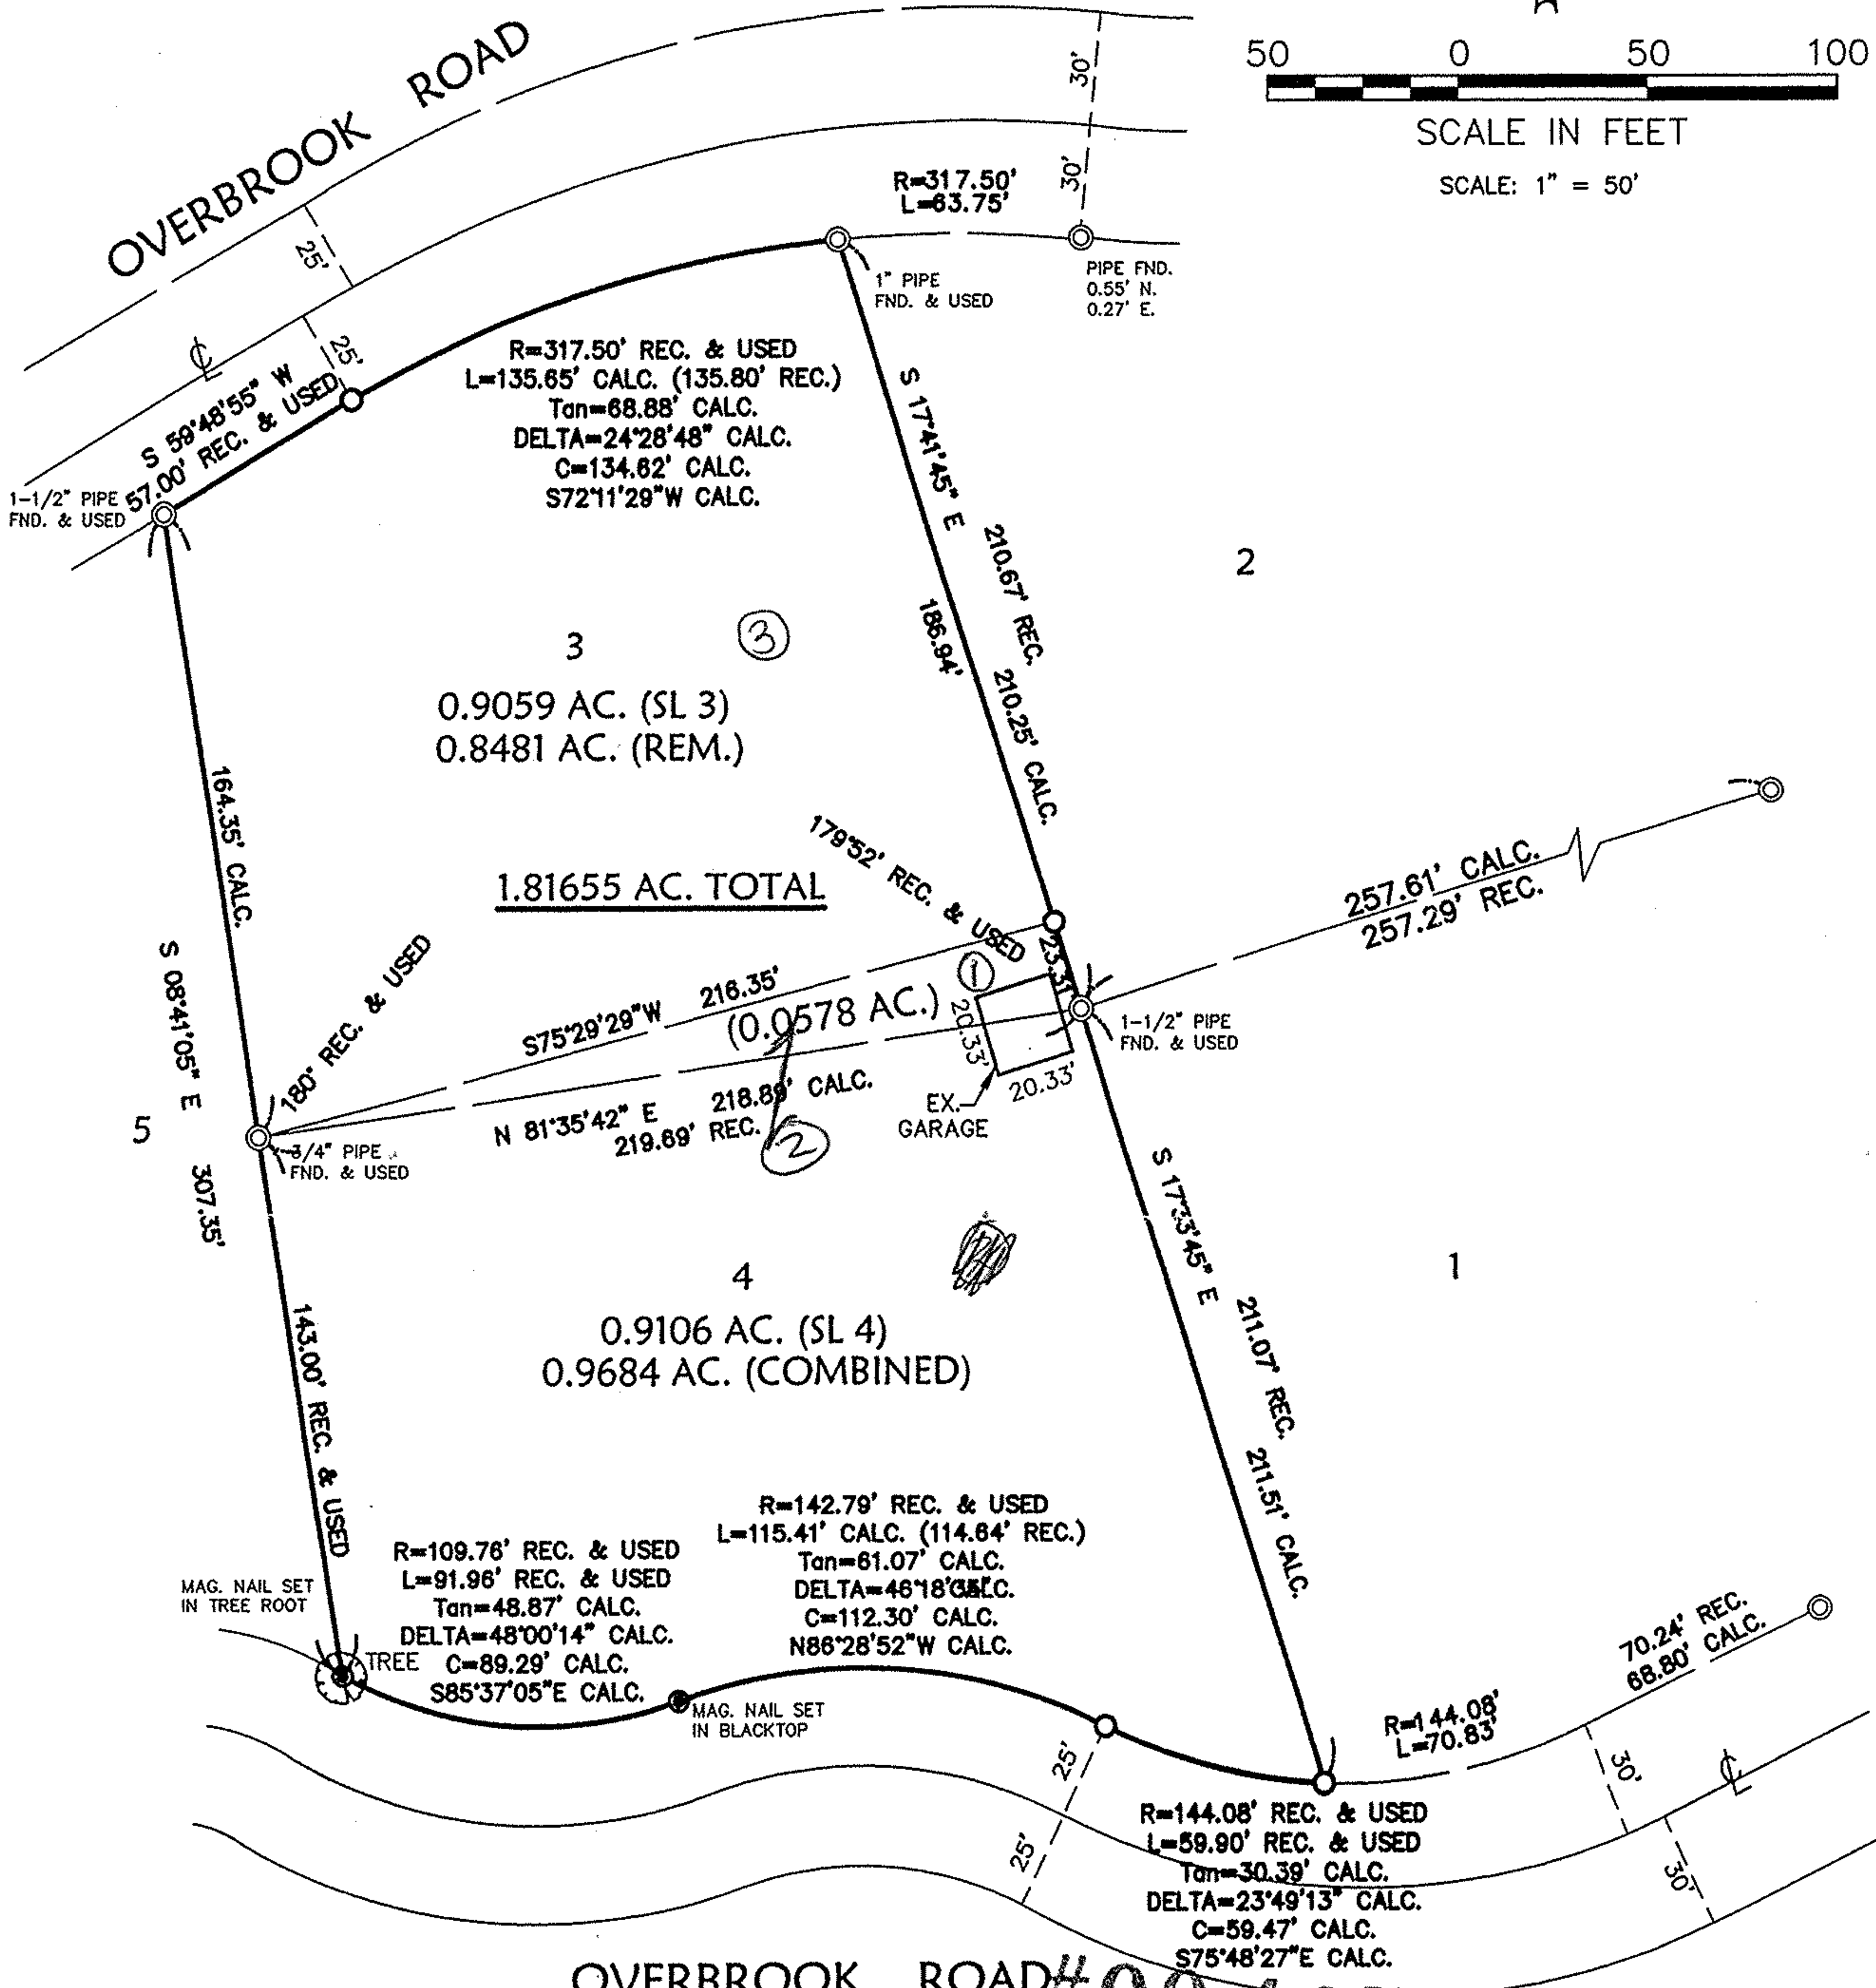 OVERBROOK ROAD
50 0 50 100
SCALE IN FEET
SCALE: 1" = 50'
30'
30'
R=317.50'
L=63.75'
25'
25'
1" PIPE
FND. & USED
PIPE FND.
0.55' N.
0.27' E.
R=317.50' REC. & USED
L=135.65' CALC. (135.80' REC.)
Tan=68.88' CALC.
DELTA=24°28'48" CALC.
C=134.62' CALC.
S72°11'29"W CALC.
S 59°48'55" W
57.00' REC. & USED
1-1/2" PIPE
FND. & USED
S 17°41'45" E
210.67' REC.
210.25' CALC.
186.94'
2
3
3
0.9059 AC. (SL 3)
0.8481 AC. (REM.)
164.35' CALC.
1.81655 AC. TOTAL
179°52' REC. & USED
23.31'
257.61' CALC.
257.29' REC.
1
S 08°41'05" E 307.35'
180° REC. & USED
S75°29'29"W 216.35'
(0.0578 AC.)
20.33'
20.33'
1-1/2" PIPE
FND. & USED
N 81°35'42" E 218.89' CALC.
219.69' REC.
2
EX.
GARAGE
5
3/4" PIPE
FND. & USED
S 17°33'45" E
211.07' REC.
211.51' CALC.
1
4
0.9106 AC. (SL 4)
0.9684 AC. (COMBINED)
143.00' REC. & USED
R=142.79' REC. & USED
L=115.41' CALC. (114.64' REC.)
Tan=61.07' CALC.
DELTA=46°18'
C=112.30' CALC.
N86°28'52"W CALC.
R=109.76' REC. & USED
L=91.96' REC. & USED
Tan=48.87' CALC.
DELTA=48°00'14" CALC.
C=89.29' CALC.
S85°37'05"E CALC.
MAG. NAIL SET
IN TREE ROOT
TREE
MAG. NAIL SET
IN BLACKTOP
70.24' REC.
68.80' CALC.
R=144.08'
L=70.83'
25'
25'
30'
30'
R=144.08' REC. & USED
L=59.90' REC. & USED
Tan=30.39' CALC.
DELTA=23°49'13" CALC.
C=59.47' CALC.
S75°48'27"E CALC.
OVERBROOK ROAD